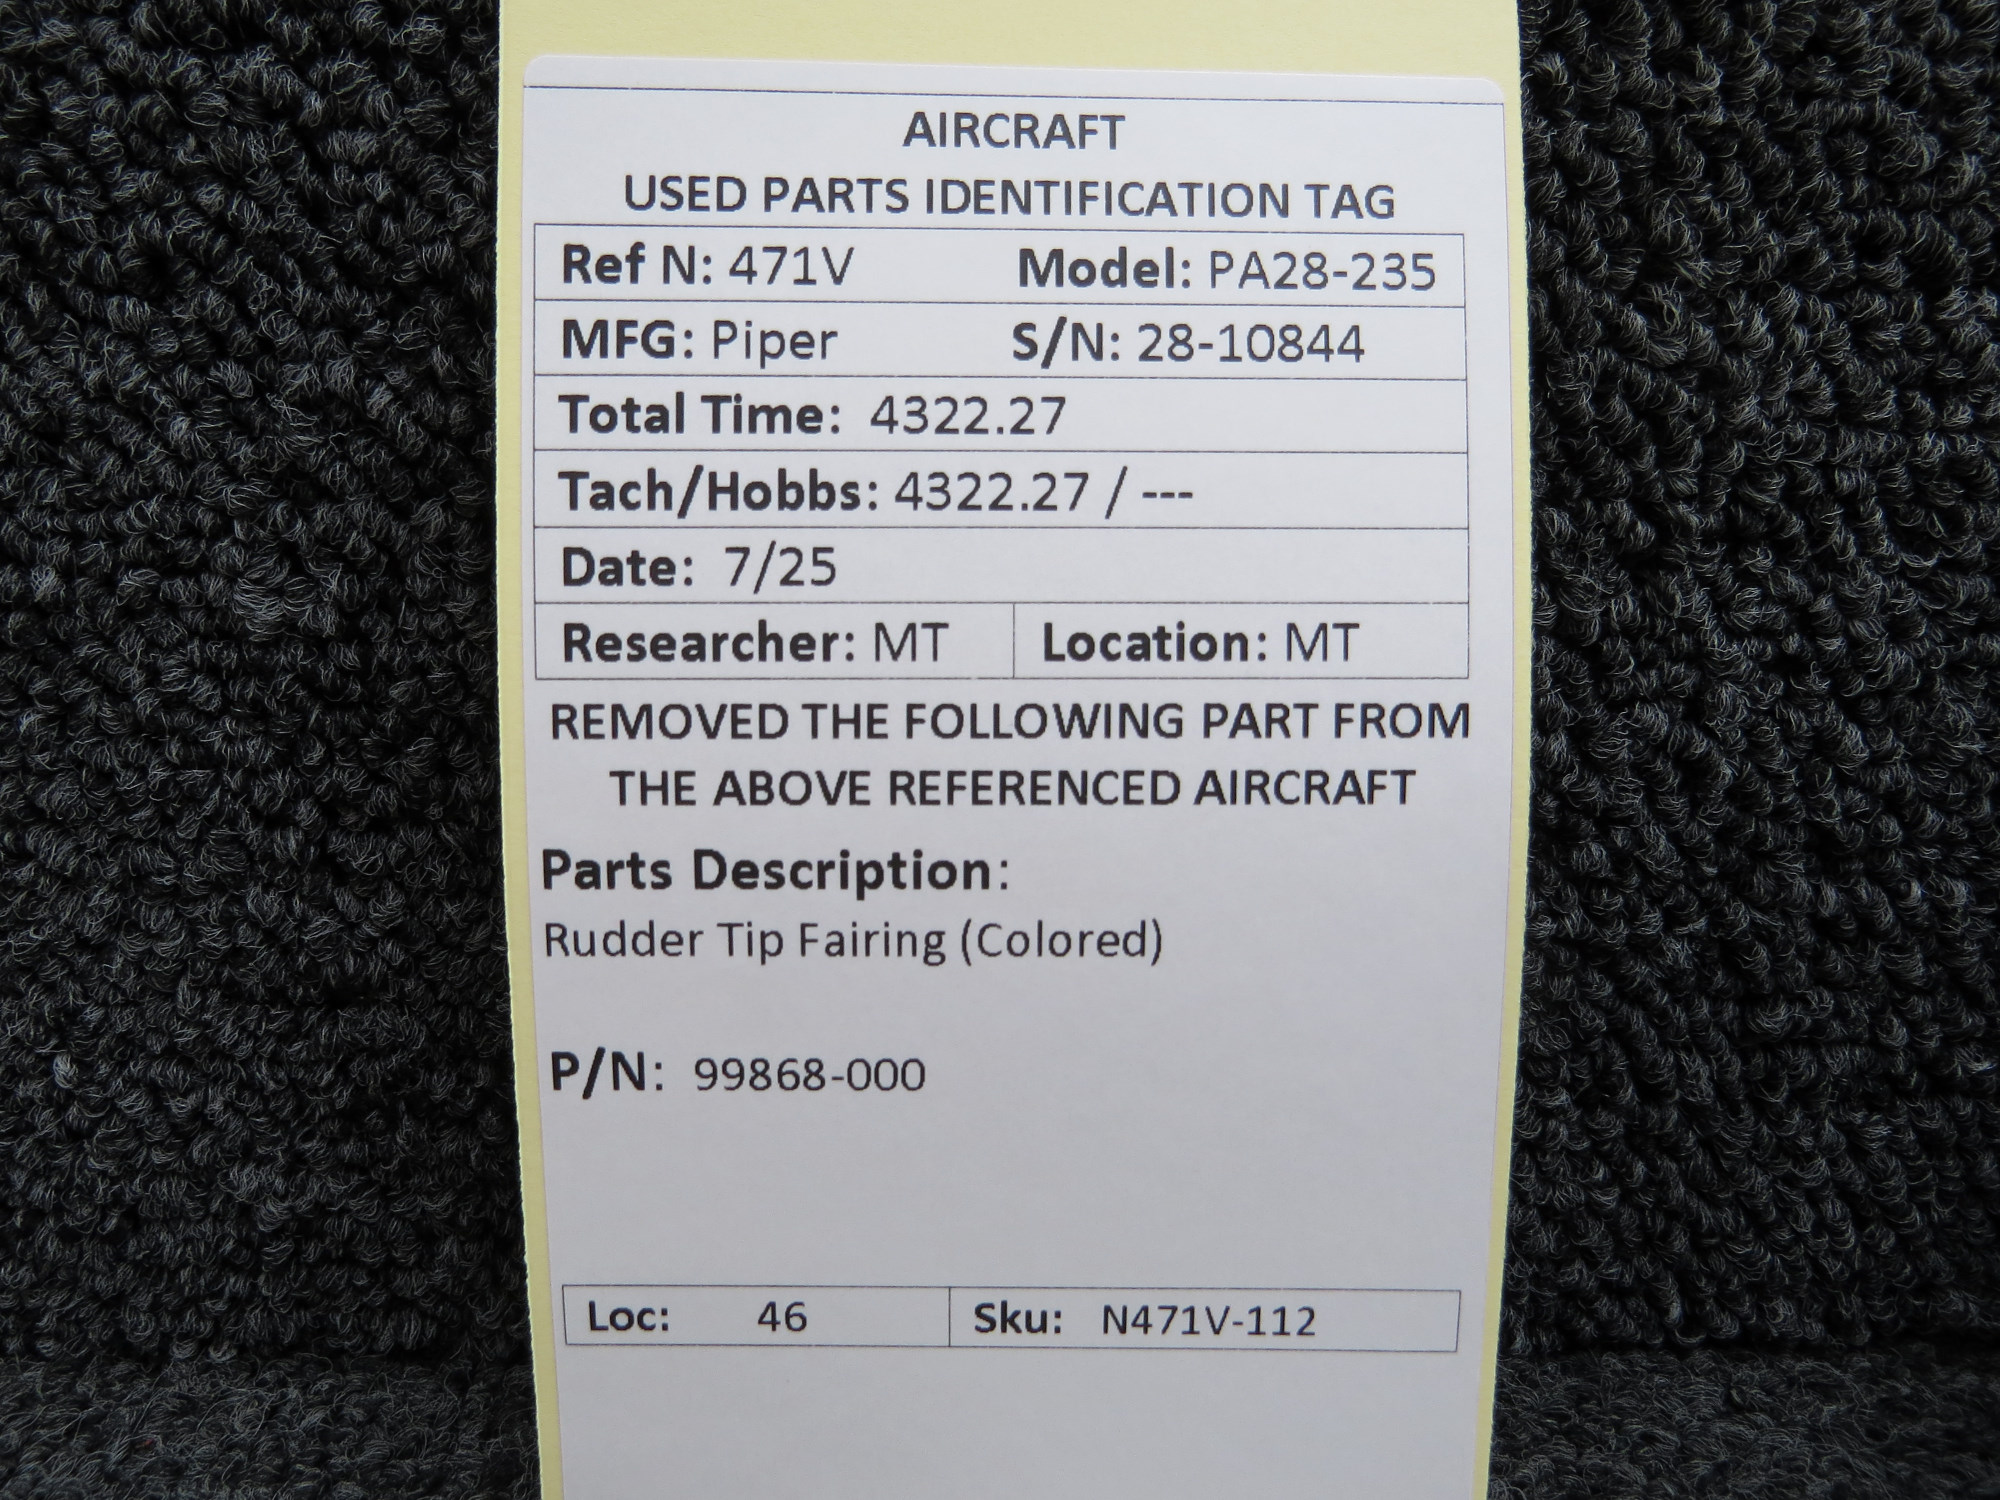 AIRCRAFT
USED PARTS IDENTIFICATION TAG
Ref N: 471V Model: PA28-235
MFG: Piper S/N: 28-10844
Total Time: 4322.27
Tach/Hobbs: 4322.27 / ---
Date: 7/25
Researcher: MT Location: MT
REMOVED THE FOLLOWING PART FROM
THE ABOVE REFERENCED AIRCRAFT
Parts Description:
Rudder Tip Fairing (Colored)
P/N: 99868-000
Loc: 46 Sku: N471V-112